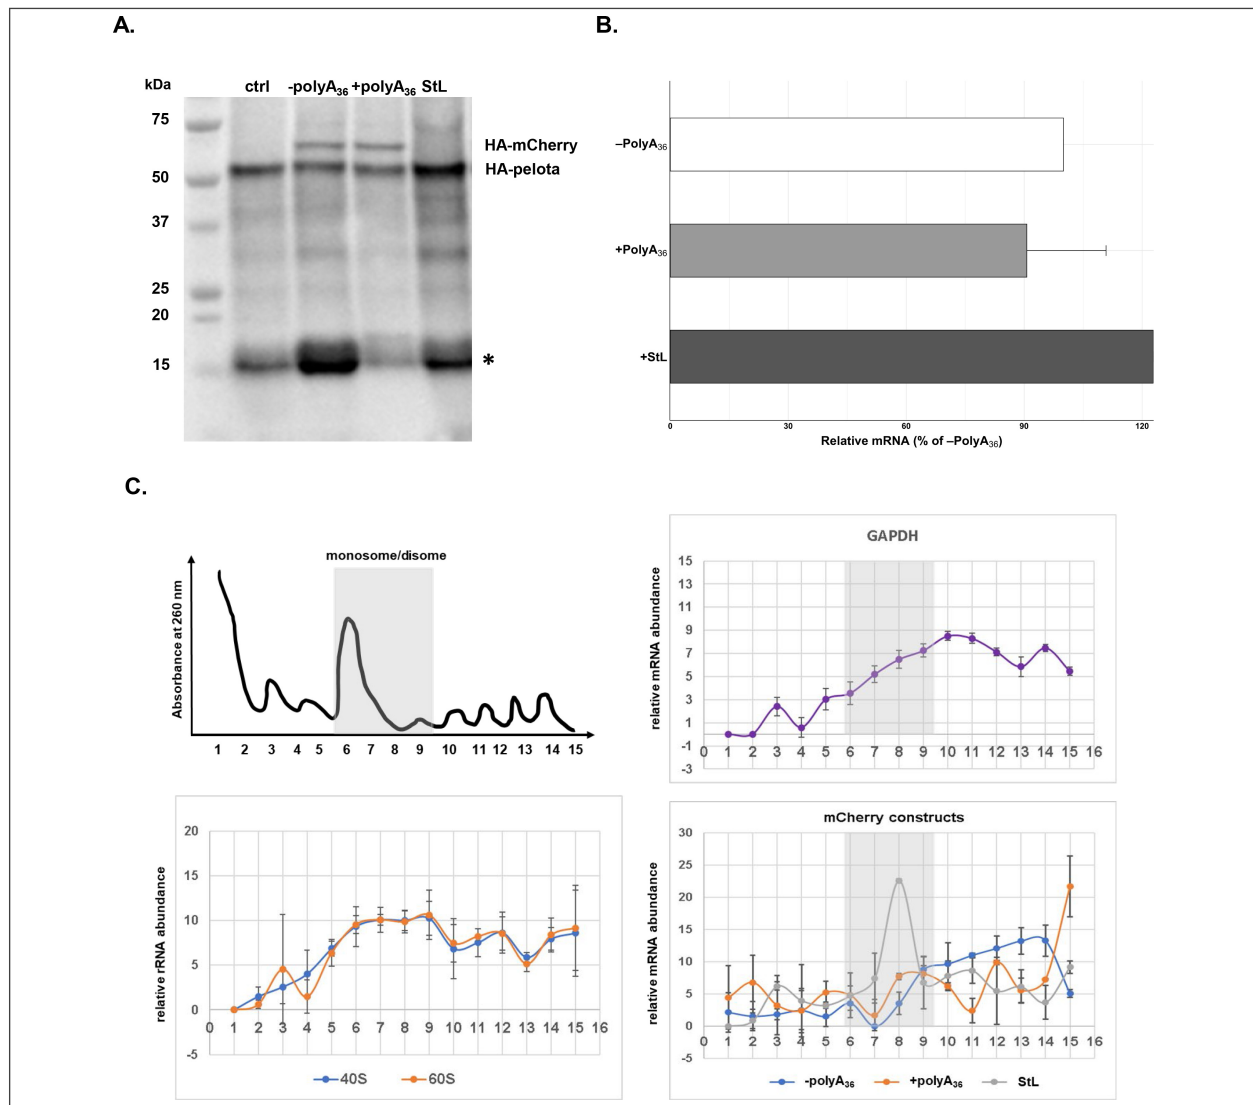 A.
kDa
ctrl -polyA₃₆ +polyA₃₆ StL
75
50
37
25
20
15
HA-mCherry
HA-pelota
*
B.
–PolyA₃₆
+PolyA₃₆
+StL
0 30 60 90 120
Relative mRNA (% of –PolyA₃₆)
C.
monosome/disome
Absorbance at 260 nm
1 2 3 4 5 6 7 8 9 10 11 12 13 14 15
GAPDH
relative mRNA abundance
15
13
11
9
7
5
3
1
-1
-3
0 1 2 3 4 5 6 7 8 9 10 11 12 13 14 15 16
relative rRNA abundance
20
15
10
5
0
-5
0 1 2 3 4 5 6 7 8 9 10 11 12 13 14 15 16
40S 60S
mCherry constructs
relative mRNA abundance
30
25
20
15
10
5
0
-5
0 1 2 3 4 5 6 7 8 9 10 11 12 13 14 15 16
-polyA₃₆ +polyA₃₆ StL